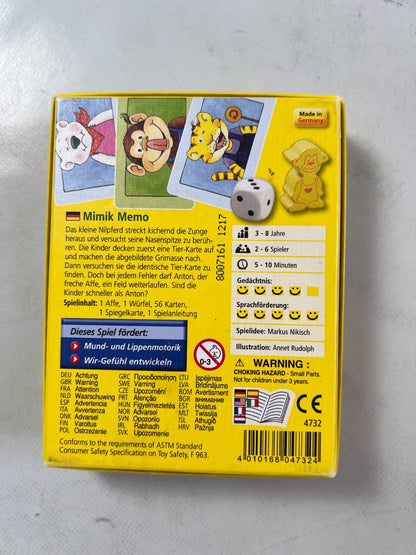 Made in
Germany
Mimik Memo
Das kleine Nilpferd streckt kichernd die Zunge
heraus und versucht seine Nasenspitze zu berüh-
ren. Die Kinder decken zuerst eine Tier-Karte auf
und machen die abgebildete Grimasse nach.
Dann versuchen sie die identische Tier-Karte zu
finden. Doch bei jedem Fehler darf Anton, der
freche Affe, ein Feld weiterlaufen. Sind die
Kinder schneller als Anton?
Spielinhalt: 1 Affe, 1 Würfel, 56 Karten,
1 Spiegelkarte, 1 Spielanleitung
8007161 1217
3 - 8 Jahre
2 - 6 Spieler
5 - 10 Minuten
Gedächtnis:
Sprachförderung:
Spielidee: Markus Nikisch
Illustration: Annet Rudolph
Dieses Spiel fördert:
Mund- und Lippenmotorik
Wir-Gefühl entwickeln
0-3
WARNING :
CHOKING HAZARD - Small Parts.
Not for children under 3 years.
DEU Achtung
GBR Warning
FRA Attention
NLD Waarschuwing
ESP Advertencia
ITA Avvertenza
DNK Advarsel
FIN Varoitus
POL Ostrzeżenie
GRC Προειδοποίηση
SWE Varning
CZE Upozornění
PRT Atenção
HUN Figyelmeztetés
NOR Advarsel
SVN Opozorilo
IRL Rabhadh
SVK Upozornenie
LTU Įspėjimas
LVA Brīdinājums
ROM Avertisment
BGR внимание
EST Hoiatus
MLT Twissija
ISL Athugið
HRV Pažnja
Conforms to the requirements of ASTM Standard
Consumer Safety Specification on Toy Safety, F 963.
CE
4732
4 010168 047324